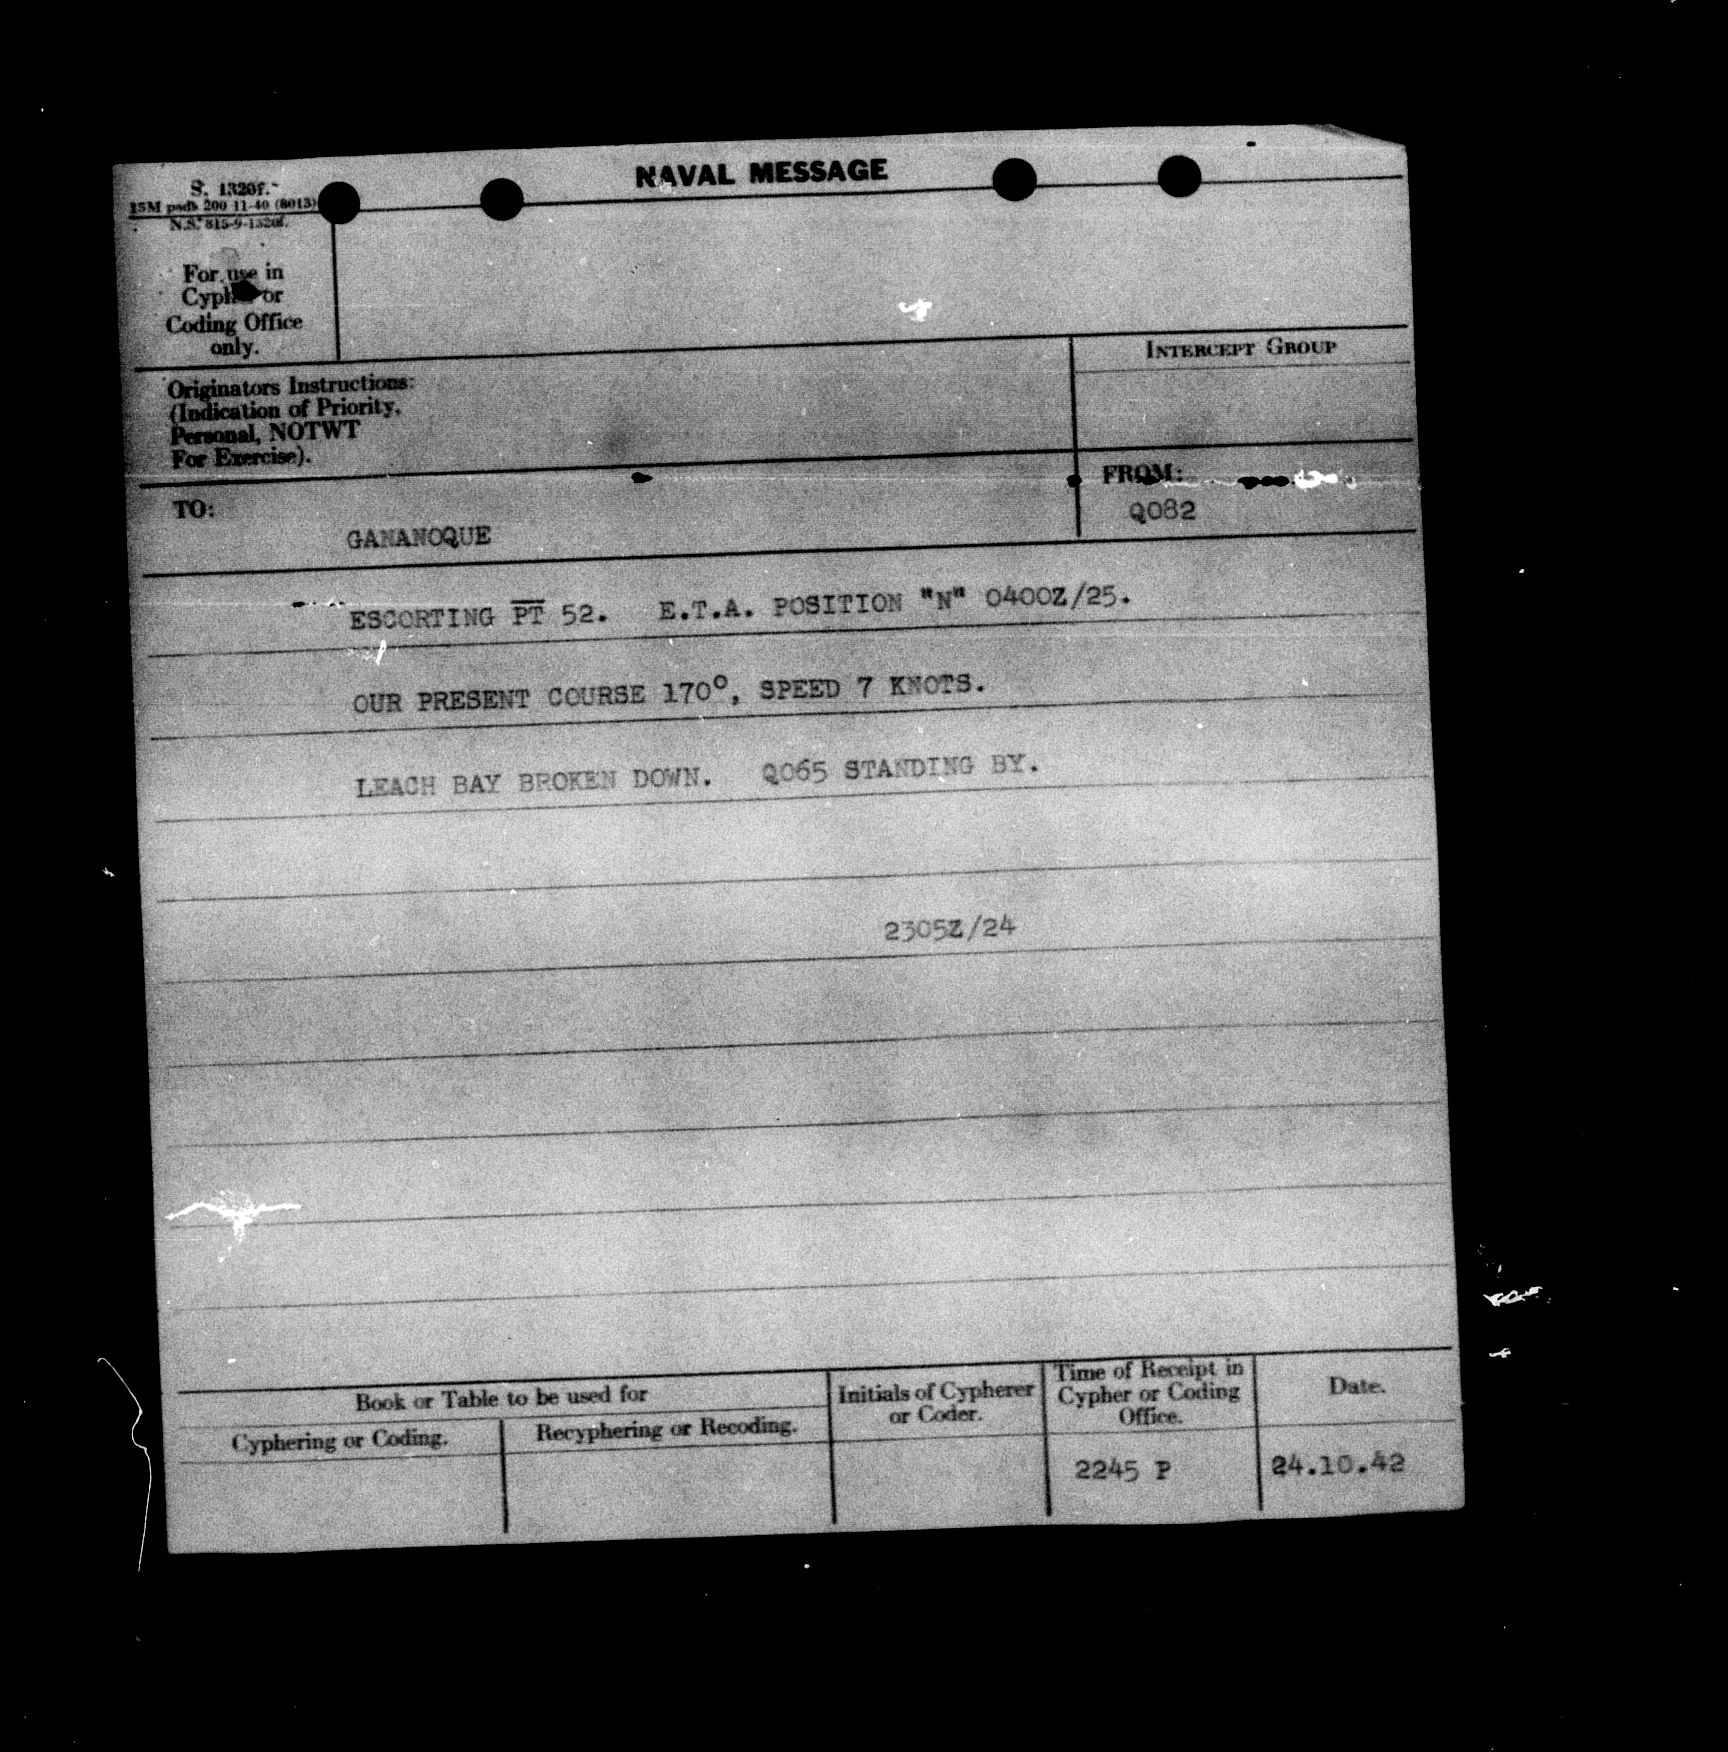 NAVAL MESSAGE
S. 1320f.
15M pads 200 11-40 (8013)
N.S. 815-9-1320f.
For use in
Cypher or
Coding Office
only.
INTERCEPT GROUP
Originators Instructions:
(Indication of Priority,
Personal, NOTWT
For Exercise).
FROM:
Q082
TO:
GANANOQUE
ESCORTING P̅T̅ 52. E.T.A. POSITION "N" 0400Z/25.
OUR PRESENT COURSE 170°, SPEED 7 KNOTS.
LEACH BAY BROKEN DOWN. Q065 STANDING BY.
2305Z/24
Book or Table to be used for
Cyphering or Coding.
Recyphering or Recoding.
Initials of Cypherer
or Coder.
Time of Receipt in
Cypher or Coding
Office.
Date.
2245 P
24.10.42